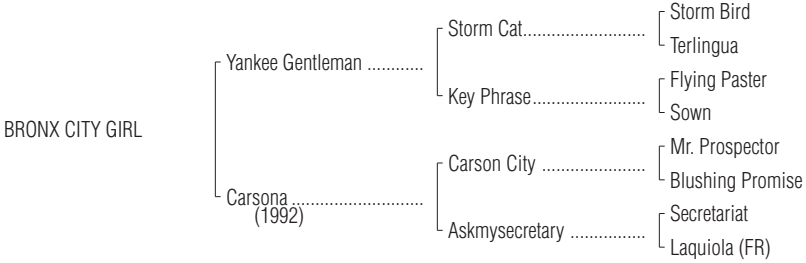 Storm Bird
Storm Cat..........................
Terlingua
Yankee Gentleman ............
Flying Paster
Key Phrase........................
Sown
BRONX CITY GIRL
Mr. Prospector
Carson City ......................
Blushing Promise
Carsona ............................
(1992)
Secretariat
Askmysecretary ................
Laquiola (FR)